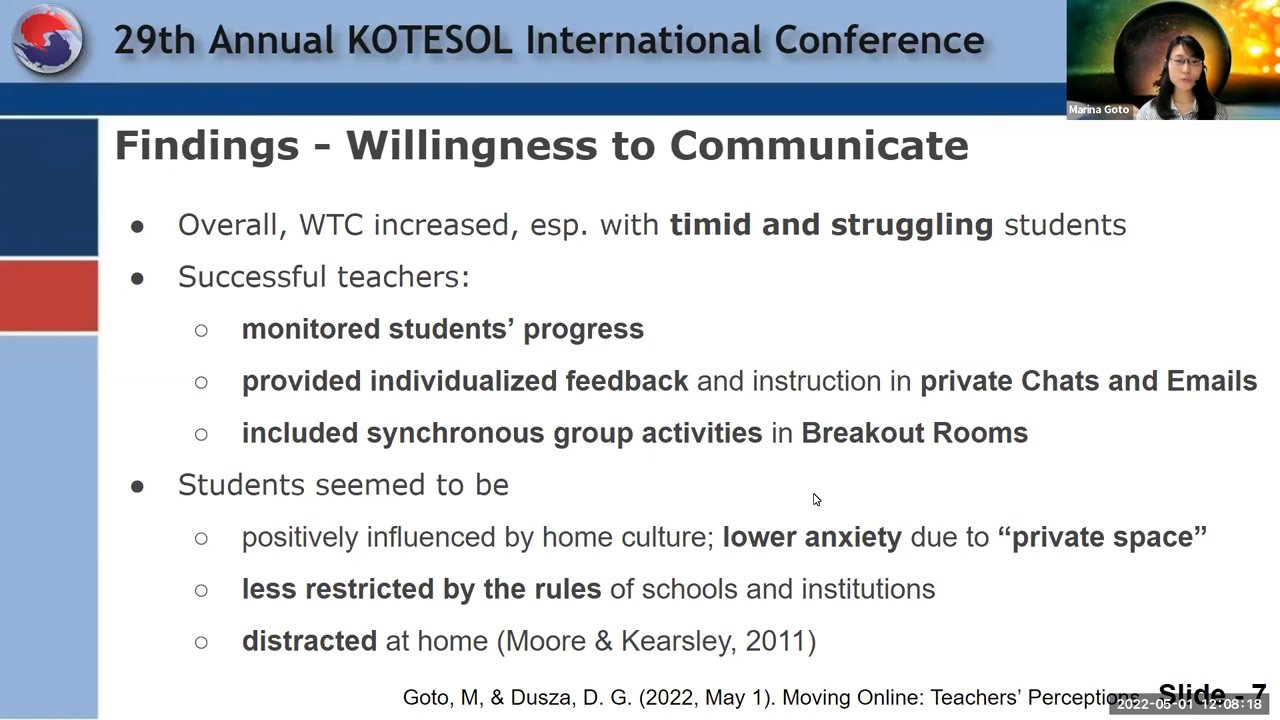 29th Annual KOTESOL International Conference
Marina Goto
Findings - Willingness to Communicate
● Overall, WTC increased, esp. with timid and struggling students
● Successful teachers:
○ monitored students’ progress
○ provided individualized feedback and instruction in private Chats and Emails
○ included synchronous group activities in Breakout Rooms
● Students seemed to be
○ positively influenced by home culture; lower anxiety due to “private space”
○ less restricted by the rules of schools and institutions
○ distracted at home (Moore & Kearsley, 2011)
Goto, M, & Dusza, D. G. (2022, May 1). Moving Online: Teachers’ Perceptions. Slide - 7
2022-05-01 12:08:18